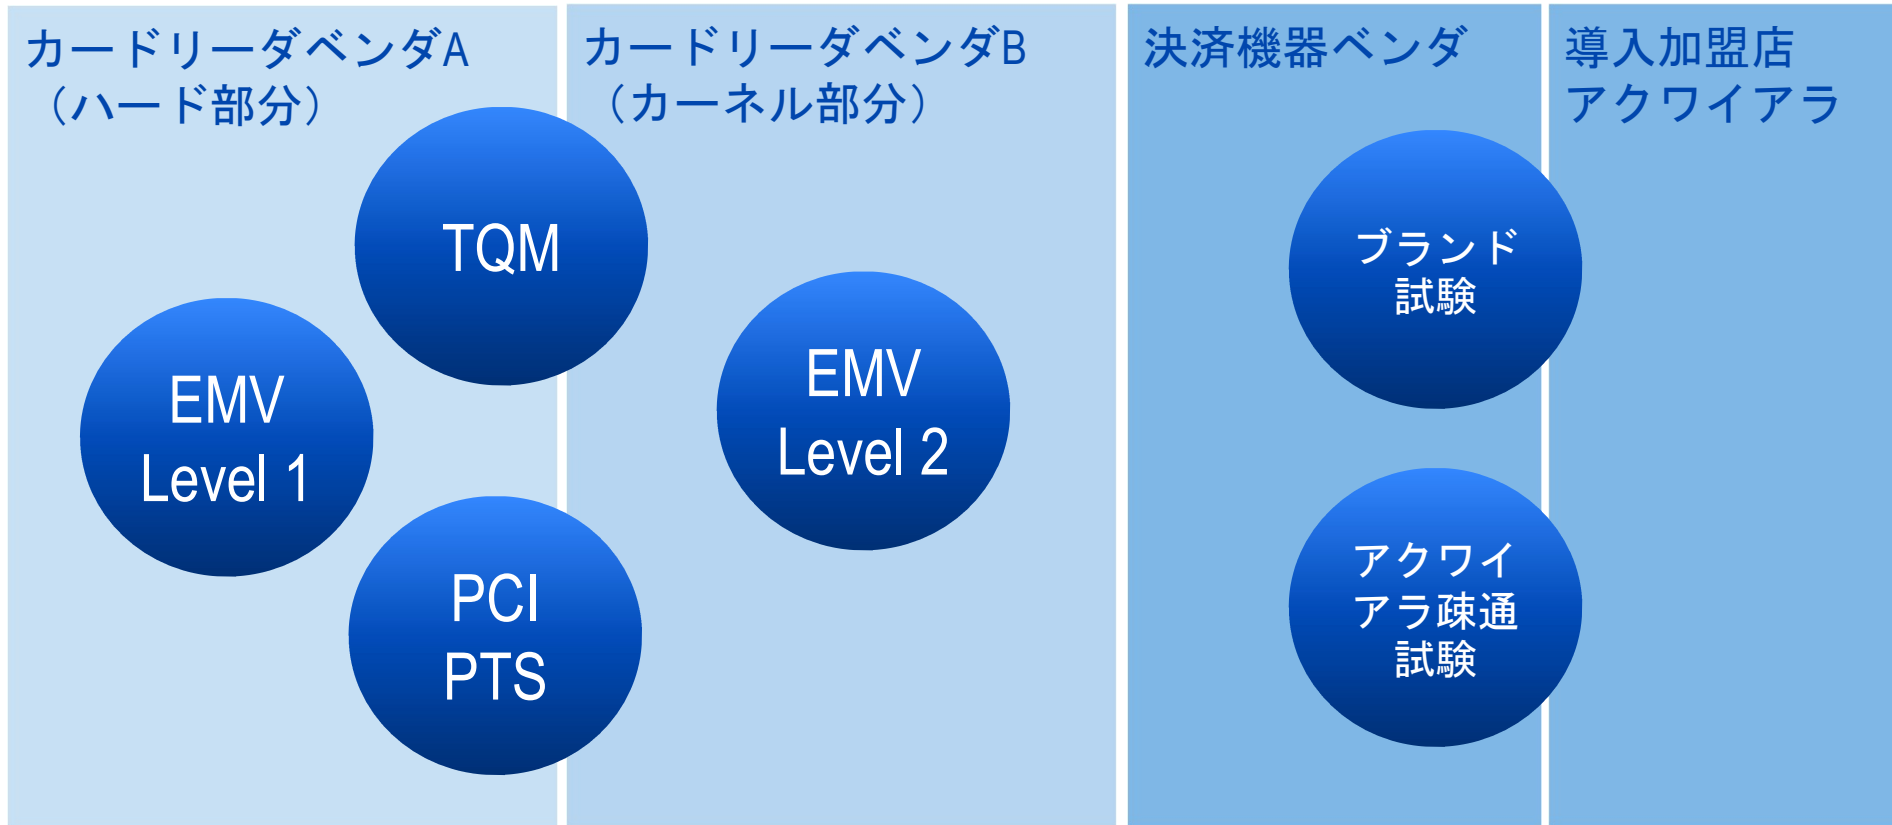 カードリーダベンダA
（ハード部分）
カードリーダベンダB
（カーネル部分）
決済機器ベンダ
導入加盟店
アクワイアラ
TQM
EMV
Level 1
PCI
PTS
EMV
Level 2
ブランド
試験
アクワイ
アラ疎通
試験